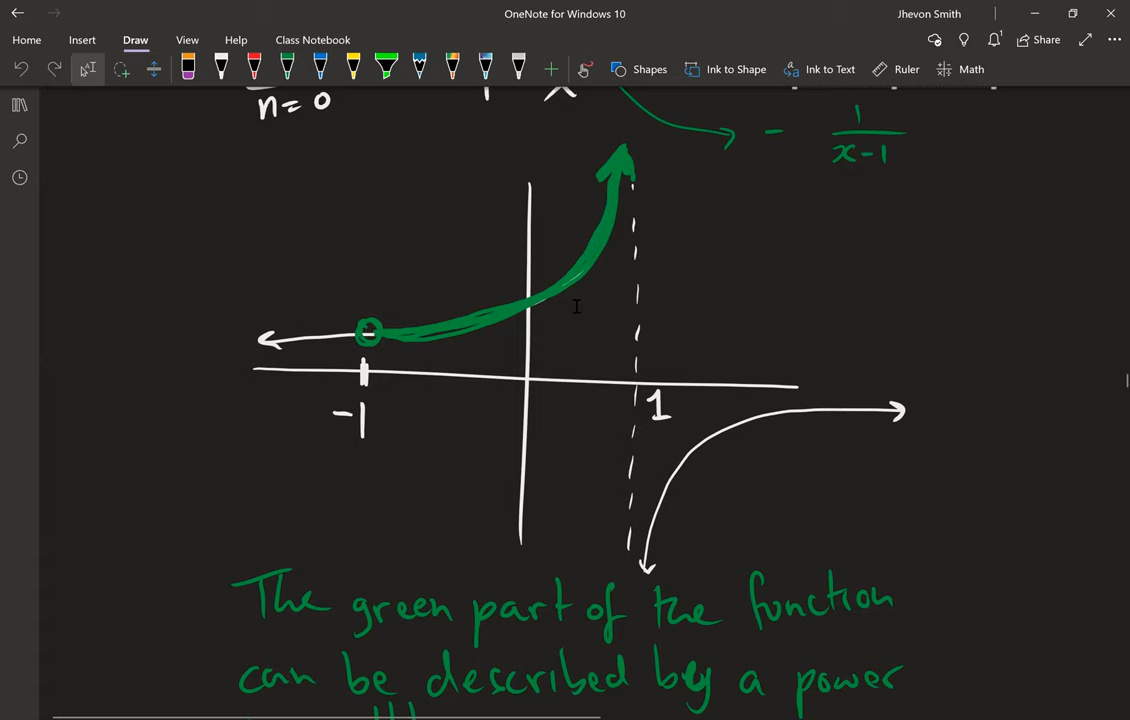 OneNote for Windows 10
Jhevon Smith
Home Insert Draw View Help Class Notebook
Share
Shapes Ink to Shape Ink to Text Ruler Math
n = 0
1
x
- 1
x - 1
-1
1
The green part of the function
can be described by a power